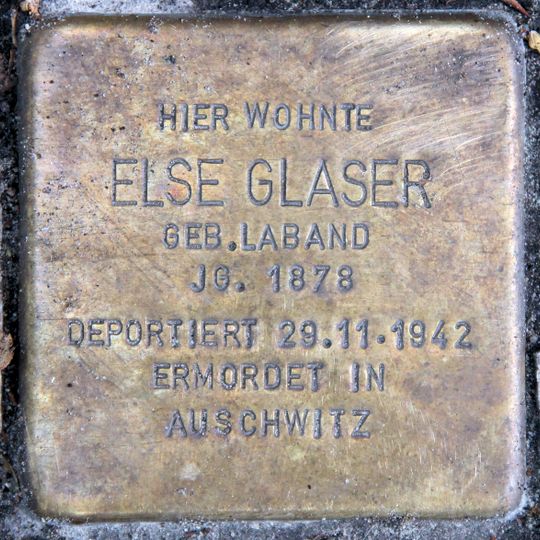 HIER WOHNTE
ELSE GLASER
GEB.LABAND
JG. 1878
DEPORTIERT 29.11.1942
ERMORDET IN
AUSCHWITZ